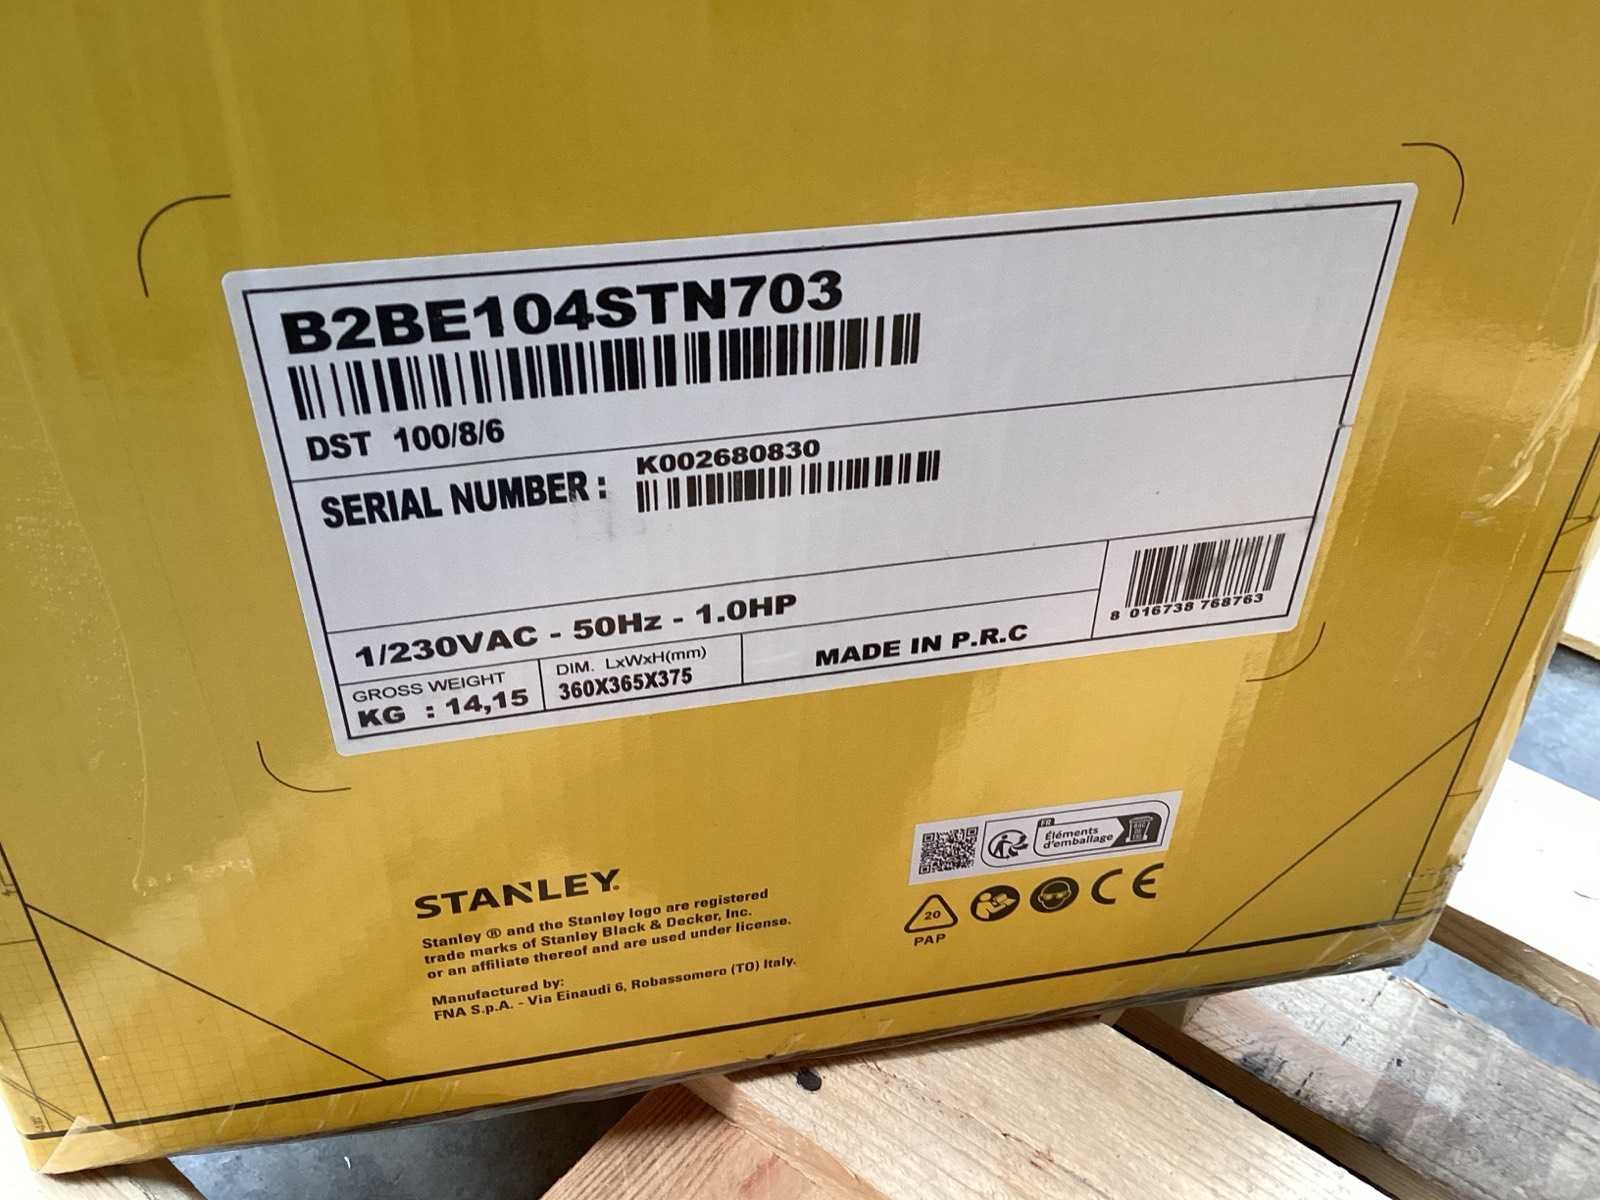 B2BE104STN703
DST 100/8/6
SERIAL NUMBER :
K002680830
1/230VAC - 50Hz - 1.0HP
8 016738 768763
GROSS WEIGHT
KG : 14,15
DIM. LxWxH(mm)
360X365X375
MADE IN P.R.C
FR
Éléments
d'emballage
STANLEY.
Stanley ® and the Stanley logo are registered
trade marks of Stanley Black & Decker, Inc.
or an affiliate thereof and are used under license.
Manufactured by:
FNA S.p.A. - Via Einaudi 6, Robassomero (TO) Italy.
20
PAP
CE